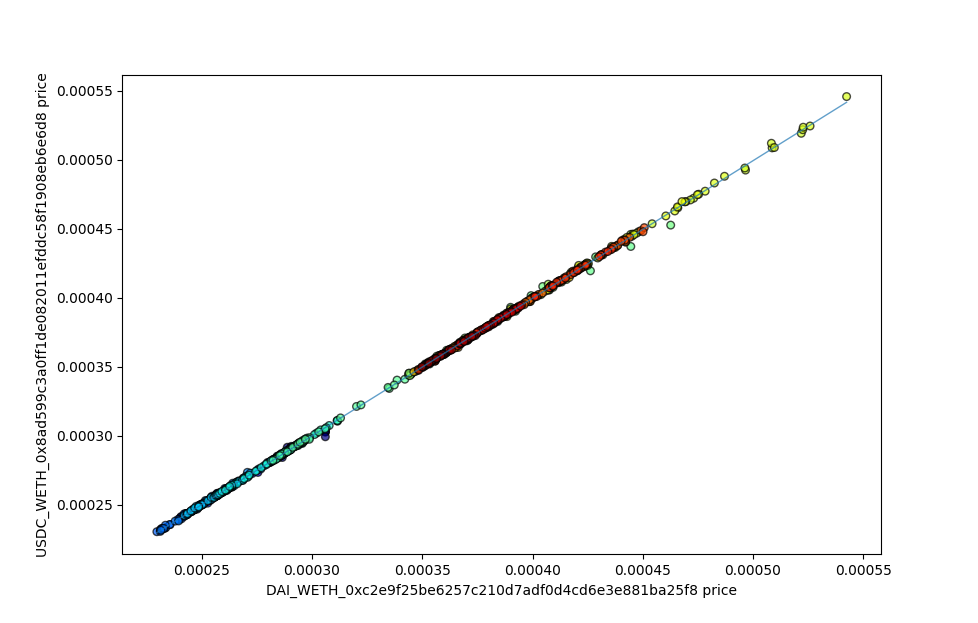 0.00055
0.00050
0.00045
0.00040
0.00035
0.00030
0.00025
USDC_WETH_0x8ad599c3a0ff1de082011efddc58f1908eb6e6d8 price
0.00025 0.00030 0.00035 0.00040 0.00045 0.00050 0.00055
DAI_WETH_0xc2e9f25be6257c210d7adf0d4cd6e3e881ba25f8 price